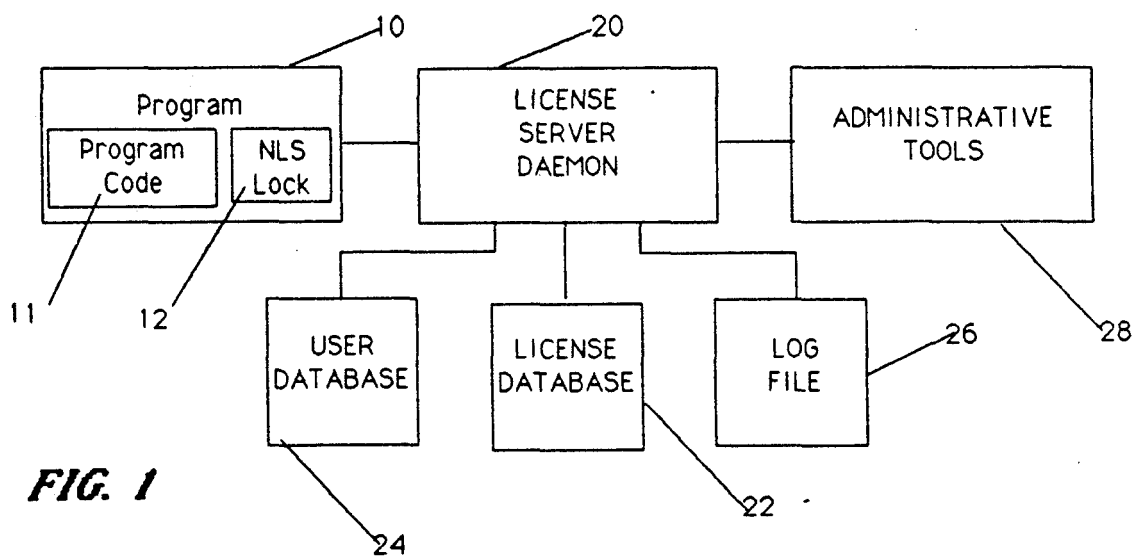 10
20
Program
Program
Code
NLS
Lock
LICENSE
SERVER
DAEMON
ADMINISTRATIVE
TOOLS
11
12
28
USER
DATABASE
LICENSE
DATABASE
LOG
FILE
26
24
22
FIG. 1